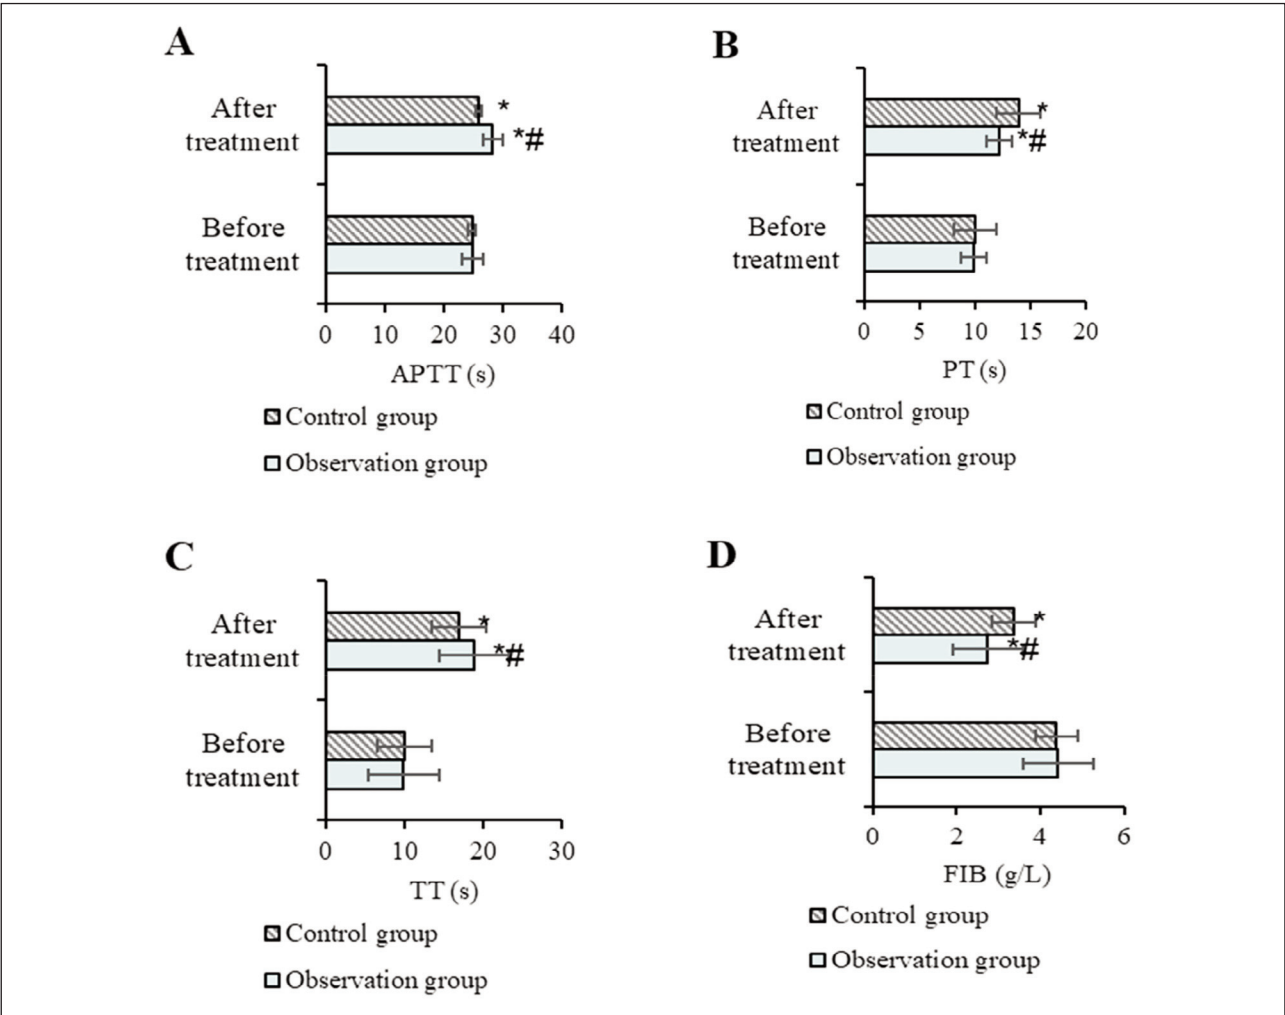 A
After
treatment
*
*#
Before
treatment
0 10 20 30 40
APTT (s)
Control group
Observation group
B
After
treatment
*
*#
Before
treatment
0 5 10 15 20
PT (s)
Control group
Observation group
C
After
treatment
*
*#
Before
treatment
0 10 20 30
TT (s)
Control group
Observation group
D
After
treatment
*
*#
Before
treatment
0 2 4 6
FIB (g/L)
Control group
Observation group